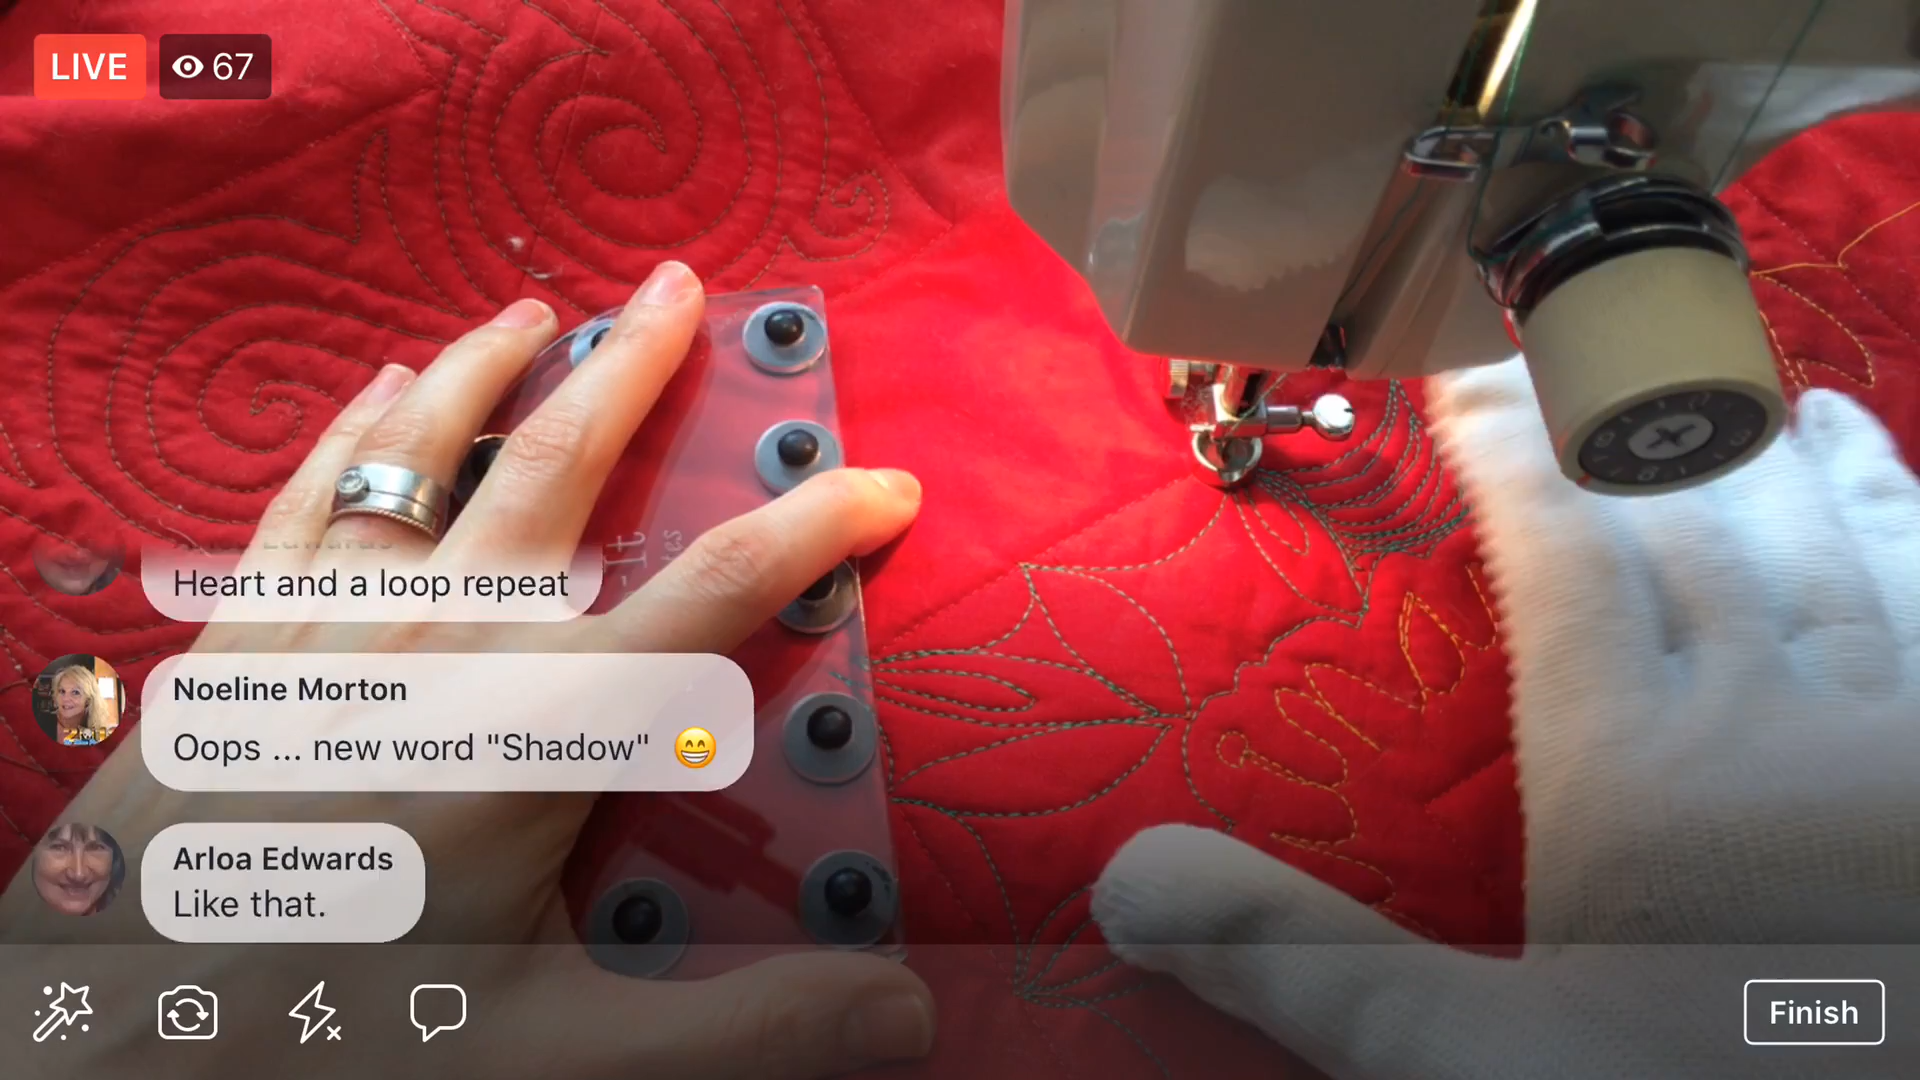 LIVE 67
Heart and a loop repeat
Noeline Morton
Oops ... new word "Shadow" 😁
Arloa Edwards
Like that.
Finish